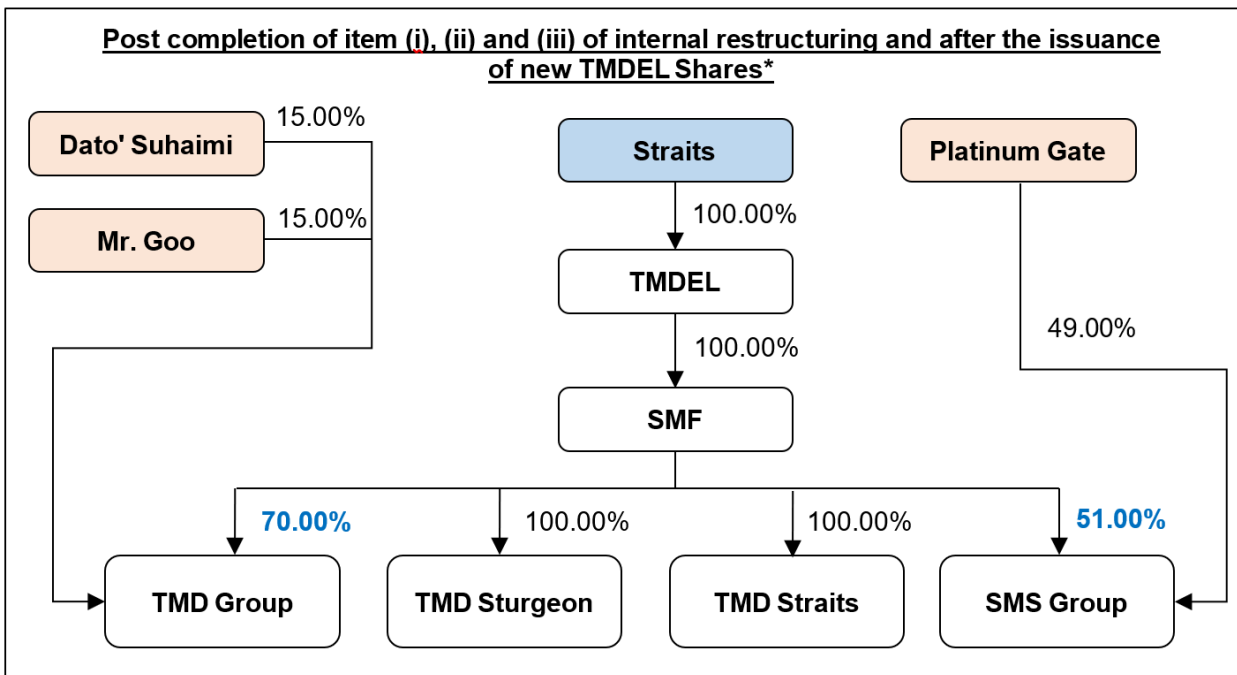 Post completion of item (i), (ii) and (iii) of internal restructuring and after the issuance
of new TMDEL Shares*
Dato' Suhaimi
15.00%
Straits
Platinum Gate
Mr. Goo
15.00%
100.00%
TMDEL
49.00%
100.00%
SMF
70.00%
100.00%
100.00%
51.00%
TMD Group
TMD Sturgeon
TMD Straits
SMS Group